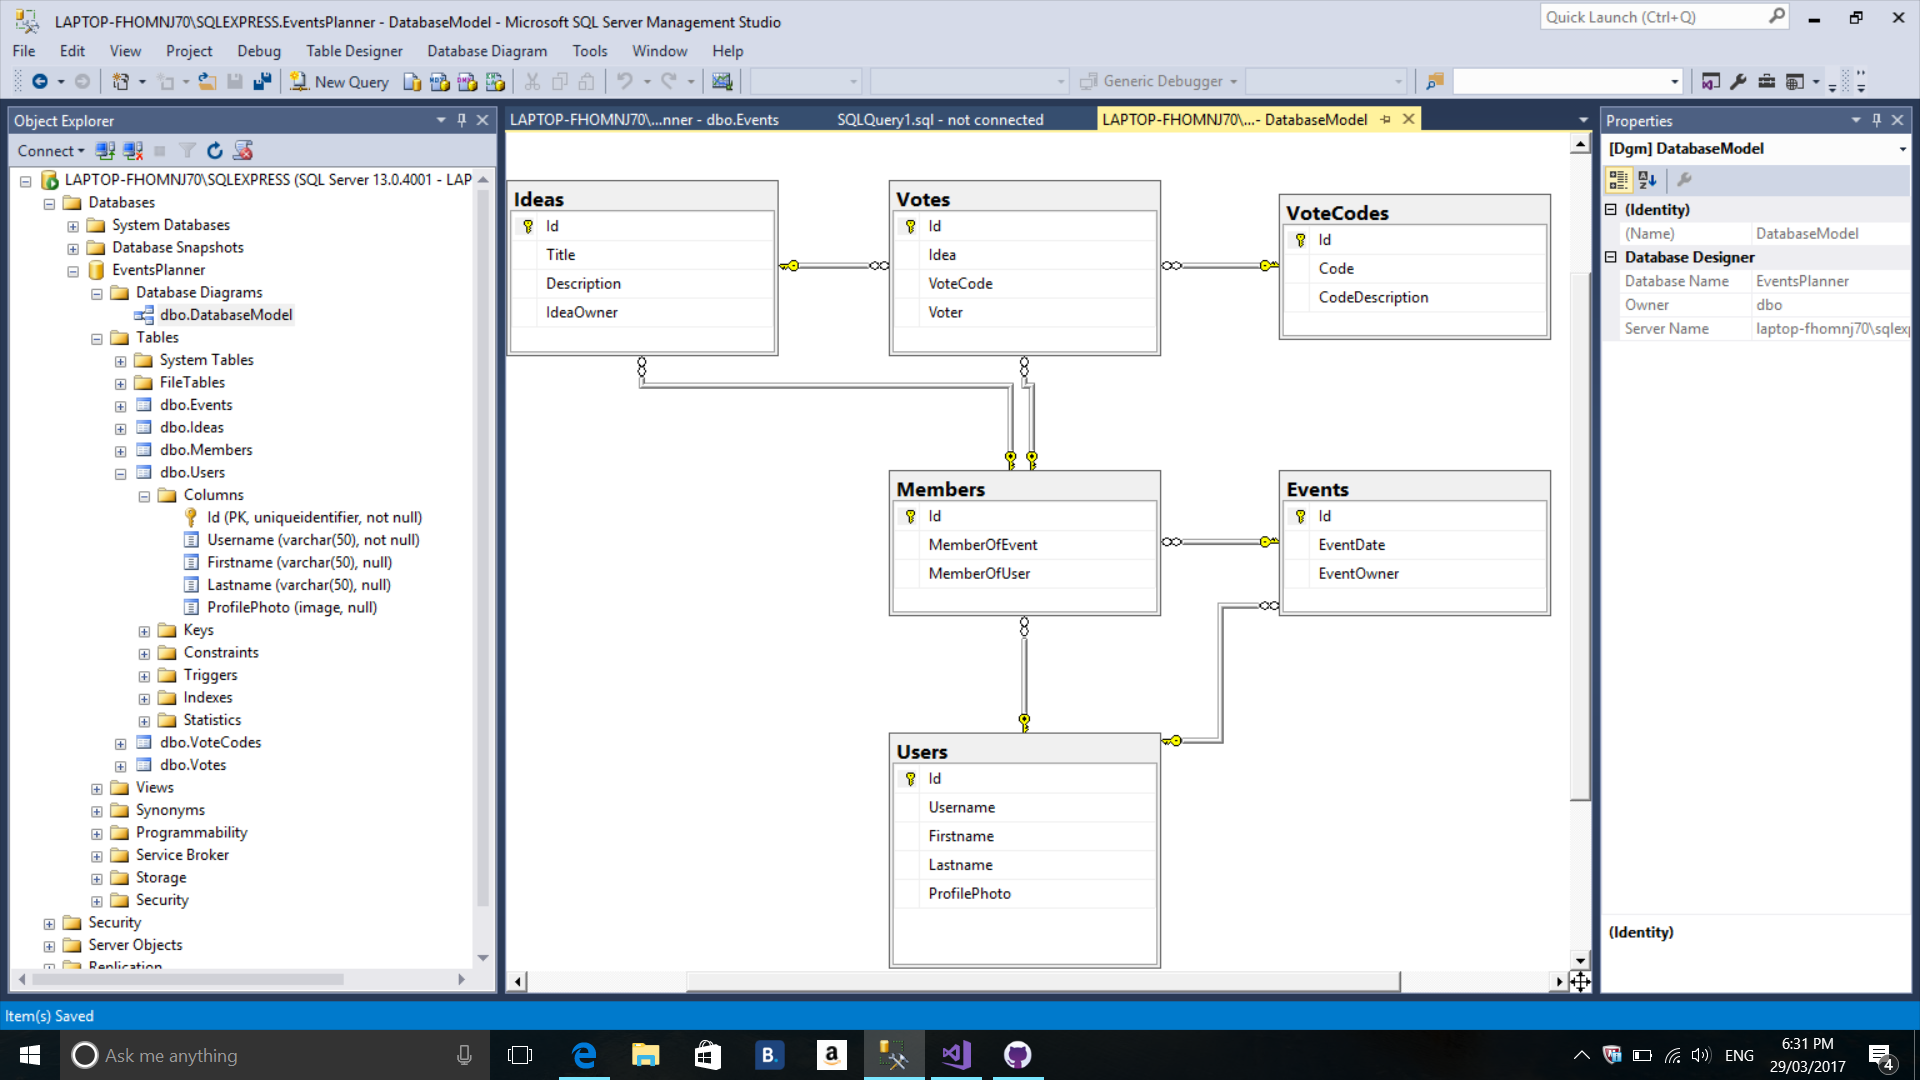 LAPTOP-FHOMNJ70\SQLEXPRESS.EventsPlanner - DatabaseModel - Microsoft SQL Server Management Studio
Quick Launch (Ctrl+Q)
File Edit View Project Debug Table Designer Database Diagram Tools Window Help
New Query
Generic Debugger
Object Explorer
Connect
LAPTOP-FHOMNJ70\SQLEXPRESS (SQL Server 13.0.4001 - LAP
Databases
System Databases
Database Snapshots
EventsPlanner
Database Diagrams
dbo.DatabaseModel
Tables
System Tables
FileTables
dbo.Events
dbo.Ideas
dbo.Members
dbo.Users
Columns
Id (PK, uniqueidentifier, not null)
Username (varchar(50), not null)
Firstname (varchar(50), null)
Lastname (varchar(50), null)
ProfilePhoto (image, null)
Keys
Constraints
Triggers
Indexes
Statistics
dbo.VoteCodes
dbo.Votes
Views
Synonyms
Programmability
Service Broker
Storage
Security
Security
Server Objects
Replication
LAPTOP-FHOMNJ70\...nner - dbo.Events
SQLQuery1.sql - not connected
LAPTOP-FHOMNJ70\...- DatabaseModel
Ideas
Id
Title
Description
IdeaOwner
Votes
Id
Idea
VoteCode
Voter
VoteCodes
Id
Code
CodeDescription
Members
Id
MemberOfEvent
MemberOfUser
Events
Id
EventDate
EventOwner
Users
Id
Username
Firstname
Lastname
ProfilePhoto
Properties
[Dgm] DatabaseModel
(Identity)
(Name) DatabaseModel
Database Designer
Database Name EventsPlanner
Owner dbo
Server Name laptop-fhomnj70\sqlexp
(Identity)
Item(s) Saved
Ask me anything
B.
a
ENG
6:31 PM
29/03/2017
4